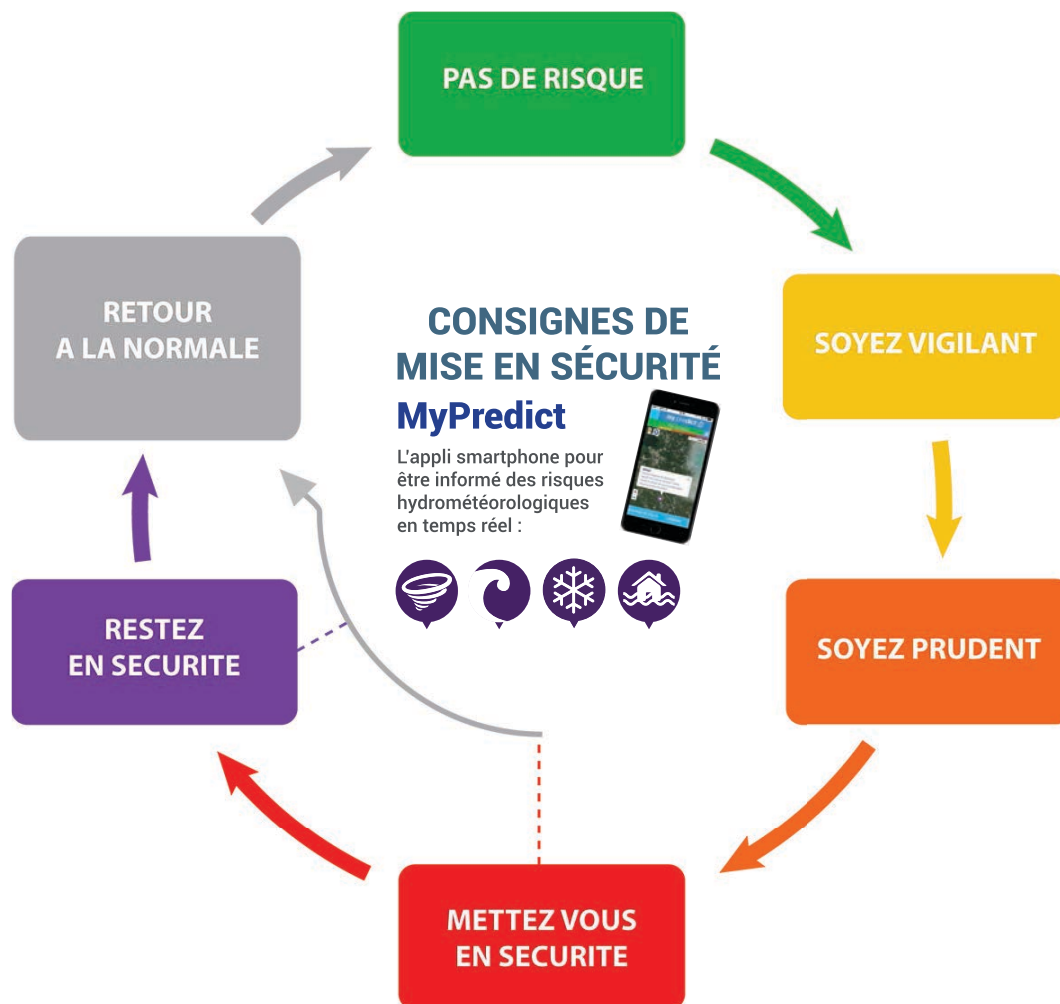 PAS DE RISQUE
SOYEZ VIGILANT
SOYEZ PRUDENT
METTEZ VOUS
EN SECURITE
RESTEZ
EN SECURITE
RETOUR
A LA NORMALE
CONSIGNES DE
MISE EN SÉCURITÉ
MyPredict
L'appli smartphone pour
être informé des risques
hydrométéorologiques
en temps réel :